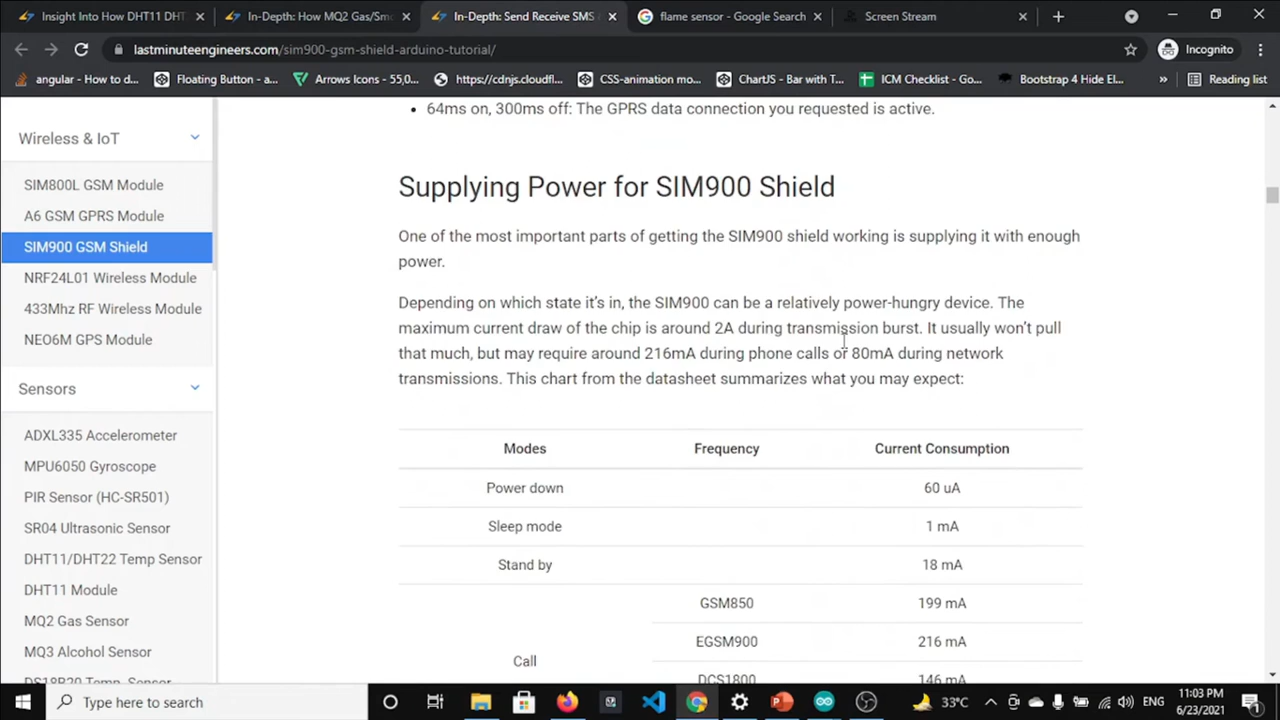 Insight Into How DHT11 DHT
In-Depth: How MQ2 Gas/Smo
In-Depth: Send Receive SMS
flame sensor - Google Search
Screen Stream
lastminuteengineers.com/sim900-gsm-shield-arduino-tutorial/
Incognito
angular - How to d...
Floating Button - a...
Arrows Icons - 55,0...
https://cdnjs.cloudfl...
CSS-animation mo...
ChartJS - Bar with T...
ICM Checklist - Go...
Bootstrap 4 Hide El...
»
Reading list
Wireless & IoT
SIM800L GSM Module
A6 GSM GPRS Module
SIM900 GSM Shield
NRF24L01 Wireless Module
433Mhz RF Wireless Module
NEO6M GPS Module
Sensors
ADXL335 Accelerometer
MPU6050 Gyroscope
PIR Sensor (HC-SR501)
SR04 Ultrasonic Sensor
DHT11/DHT22 Temp Sensor
DHT11 Module
MQ2 Gas Sensor
MQ3 Alcohol Sensor
DS18B20 Temp. Sensor
• 64ms on, 300ms off: The GPRS data connection you requested is active.
Supplying Power for SIM900 Shield
One of the most important parts of getting the SIM900 shield working is supplying it with enough
power.
Depending on which state it's in, the SIM900 can be a relatively power-hungry device. The
maximum current draw of the chip is around 2A during transmission burst. It usually won't pull
that much, but may require around 216mA during phone calls or 80mA during network
transmissions. This chart from the datasheet summarizes what you may expect:
Modes Frequency Current Consumption
Power down 60 uA
Sleep mode 1 mA
Stand by 18 mA
GSM850 199 mA
EGSM900 216 mA
Call
DCS1800 146 mA
Type here to search
33°C
ENG
11:03 PM
6/23/2021
1